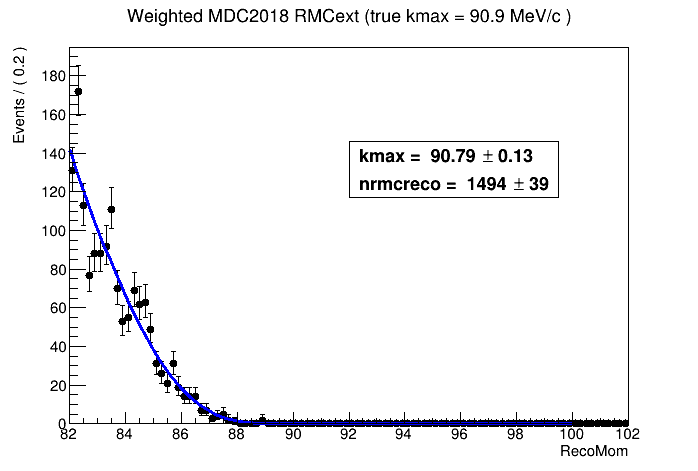 Weighted MDC2018 RMCext (true kmax = 90.9 MeV/c )
Events / ( 0.2 )
180
160
140
120
100
80
60
40
20
0
kmax = 90.79 ± 0.13
nrmcreco = 1494 ± 39
82 84 86 88 90 92 94 96 98 100 102
RecoMom